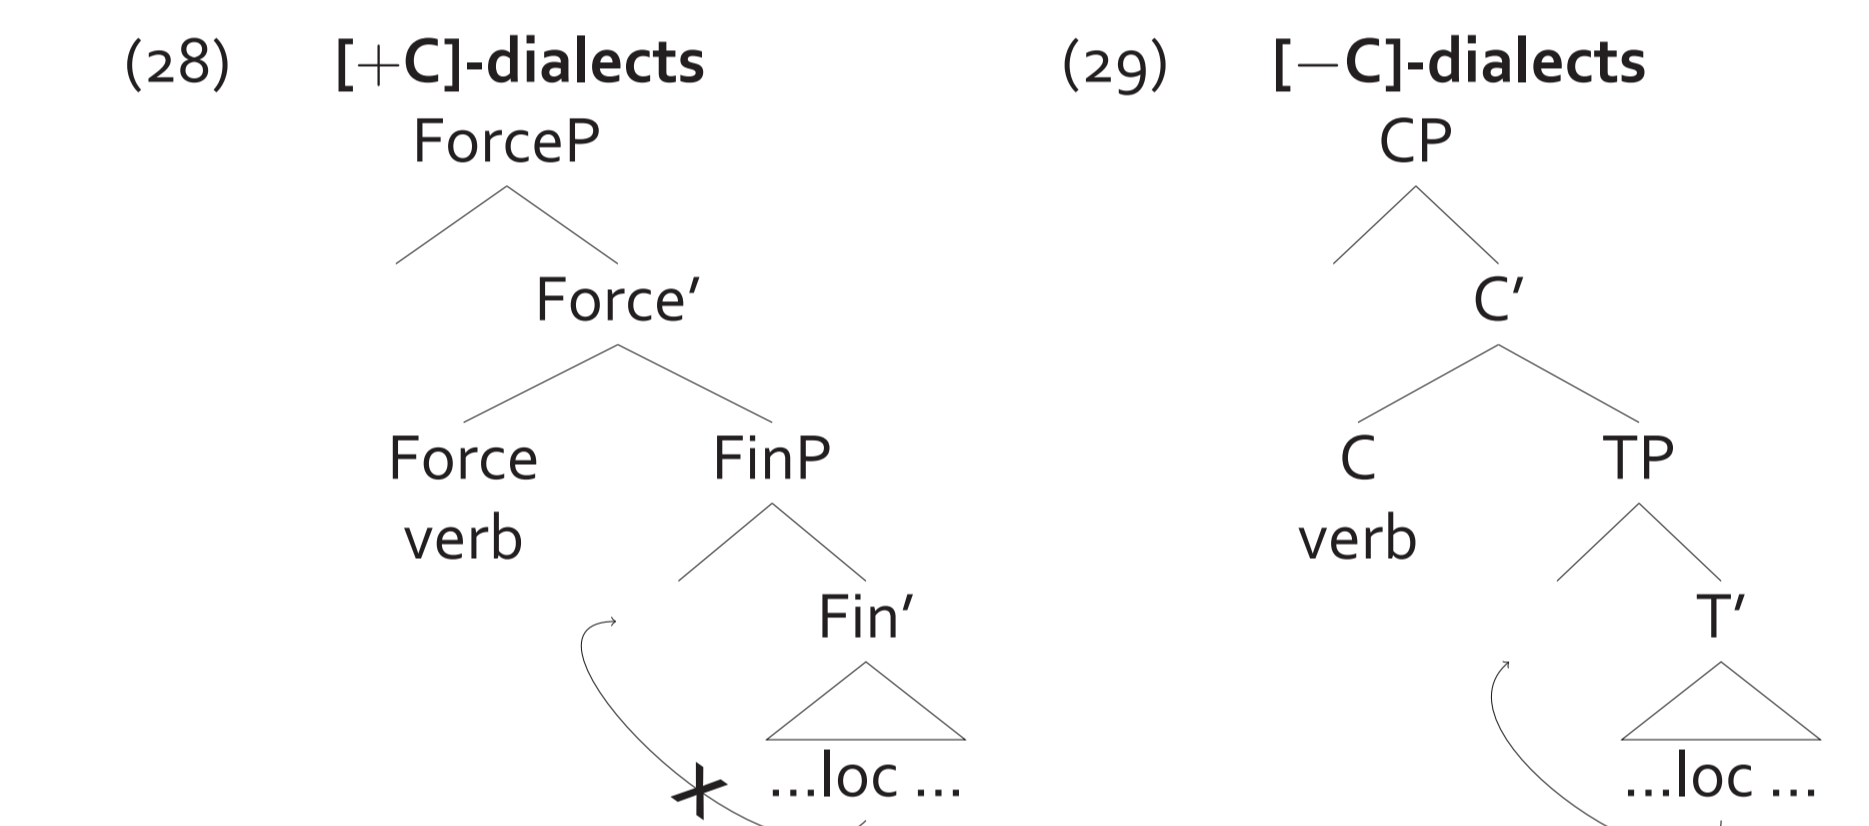 (28) [+C]-dialects (29) [−C]-dialects
ForceP CP
Force′ C′
Force FinP C TP
verb verb
Fin′ T′
...loc ... ...loc ...